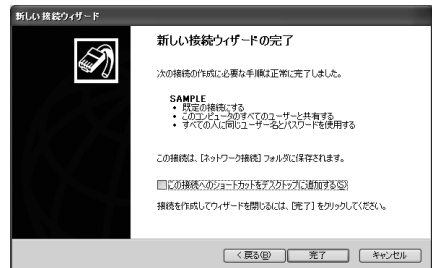 新しい接続ウィザード
新しい接続ウィザードの完了
次の接続の作成に必要な手順は正常に完了しました。
SAMPLE
• 既定の接続にする
• このコンピュータのすべてのユーザーと共有する
• すべての人に同じユーザー名とパスワードを使用する
この接続は、[ネットワーク接続] フォルダに保存されます。
この接続へのショートカットをデスクトップに追加する(S)
接続を作成してウィザードを閉じるには、[完了] をクリックしてください。
< 戻る(B) 完了 キャンセル